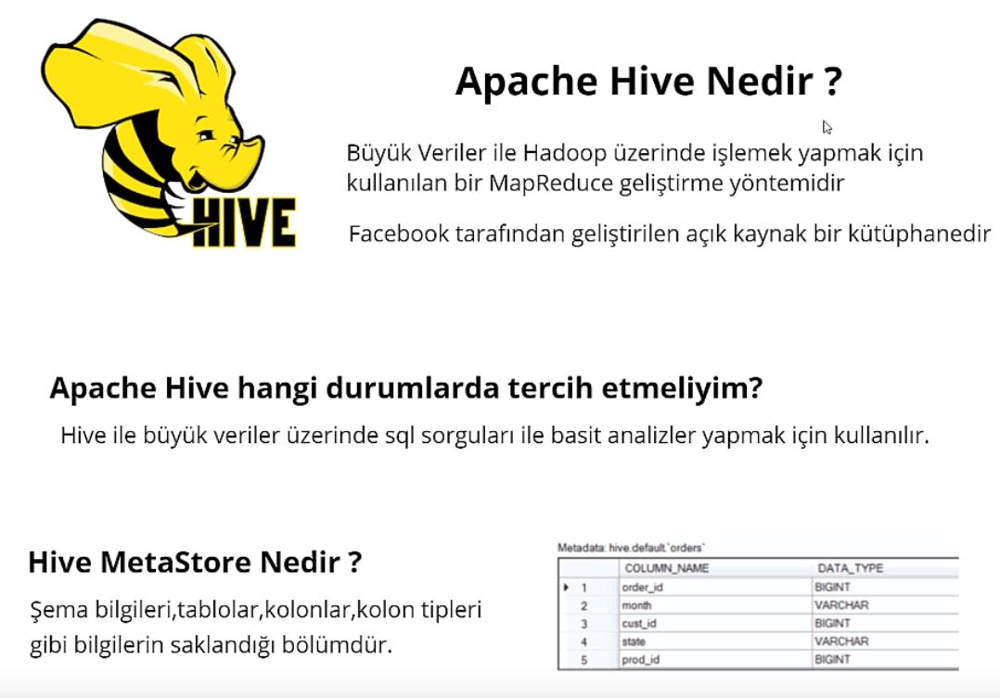 HIVE
Apache Hive Nedir ?
Büyük Veriler ile Hadoop üzerinde işlemek yapmak için
kullanılan bir MapReduce geliştirme yöntemidir
Facebook tarafından geliştirilen açık kaynak bir kütüphanedir
Apache Hive hangi durumlarda tercih etmeliyim?
Hive ile büyük veriler üzerinde sql sorguları ile basit analizler yapmak için kullanılır.
Hive MetaStore Nedir ?
Şema bilgileri,tablolar,kolonlar,kolon tipleri
gibi bilgilerin saklandığı bölümdür.
Metadata: hive.default.`orders`
COLUMN_NAME DATA_TYPE
1 order_id BIGINT
2 month VARCHAR
3 cust_id BIGINT
4 state VARCHAR
5 prod_id BIGINT